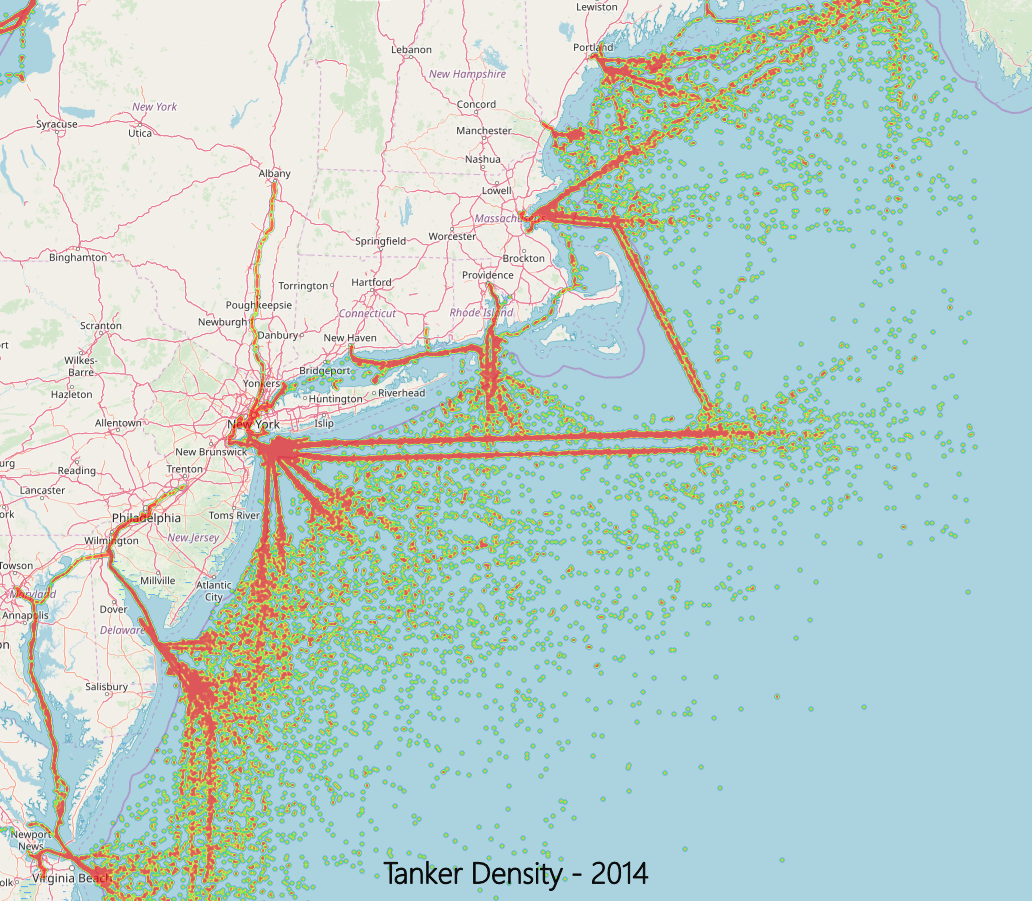 Lewiston
Portland
Lebanon
New Hampshire
New York
Concord
Syracuse
Utica
Manchester
Nashua
Albany
Lowell
Massachusetts
Worcester
Springfield
Brockton
Binghamton
Providence
Torrington
Hartford
Poughkeepsie
Connecticut
Rhode Island
Newburgh
Scranton
Danbury
New Haven
Wilkes-
Barre
Bridgeport
Yonkers
Hazleton
Huntington
Riverhead
Allentown
New York
Islip
New Brunswick
Reading
Trenton
Lancaster
Philadelphia
Toms River
Wilmington
New Jersey
Towson
Millville
Atlantic
City
Maryland
Annapolis
Dover
Delaware
Salisbury
Newport
News
Virginia Beach
Tanker Density - 2014